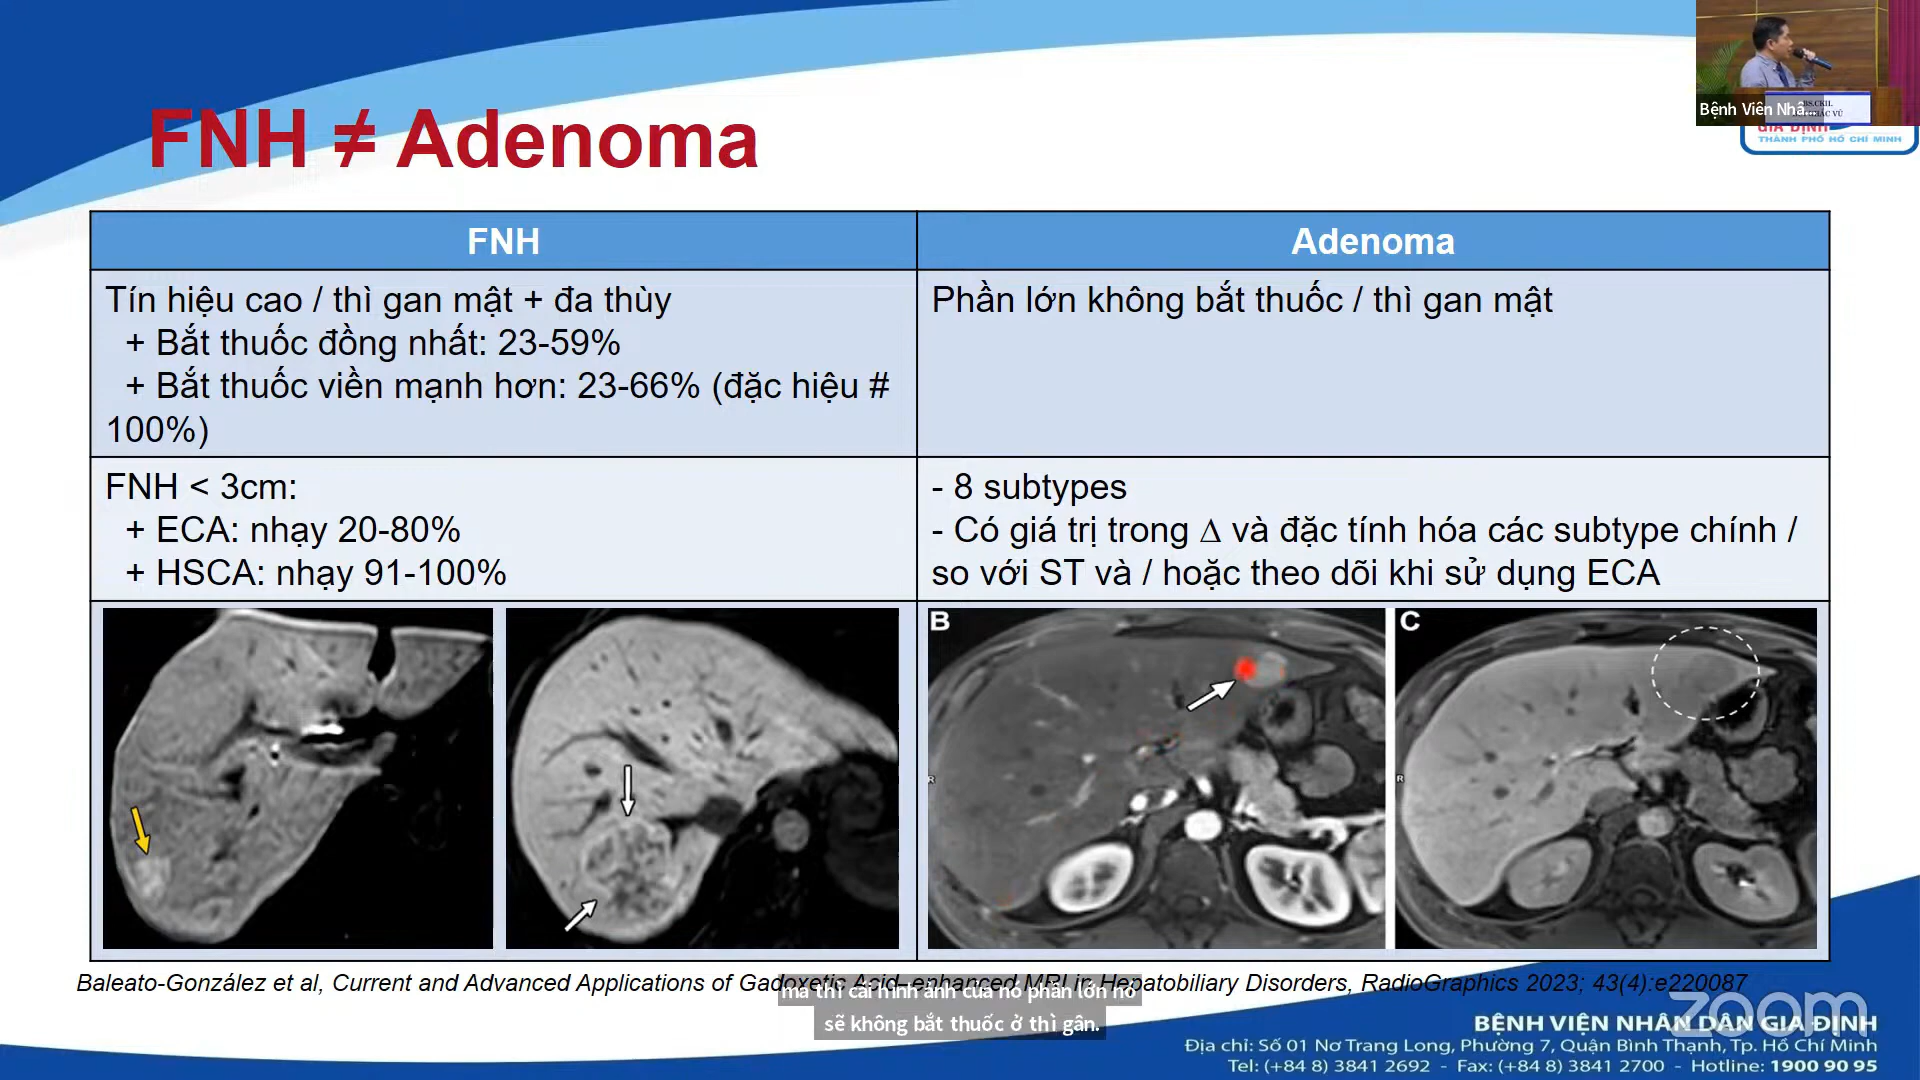 Bệnh Viện Nhâ...
BS.CKII.
GIA ĐỊNH
THÀNH PHỐ HỒ CHÍ MINH
FNH ≠ Adenoma
FNH
Adenoma
Tín hiệu cao / thì gan mật + đa thùy
+ Bắt thuốc đồng nhất: 23-59%
+ Bắt thuốc viền mạnh hơn: 23-66% (đặc hiệu #
100%)
Phần lớn không bắt thuốc / thì gan mật
FNH < 3cm:
+ ECA: nhạy 20-80%
+ HSCA: nhạy 91-100%
- 8 subtypes
- Có giá trị trong Δ và đặc tính hóa các subtype chính /
so với ST và / hoặc theo dõi khi sử dụng ECA
B
C
R
R
Baleato-González et al, Current and Advanced Applications of Gadoxetic Acid–enhanced MRI in Hepatobiliary Disorders, RadioGraphics 2023; 43(4):e220087
ma thì cái hình ảnh của nó phần lớn nó
sẽ không bắt thuốc ở thì gân.
zoom
BỆNH VIỆN NHÂN DÂN GIA ĐỊNH
Địa chỉ: Số 01 Nơ Trang Long, Phường 7, Quận Bình Thạnh, Tp. Hồ Chí Minh
Tel: (+84 8) 3841 2692 - Fax: (+84 8) 3841 2700 - Hotline: 1900 90 95